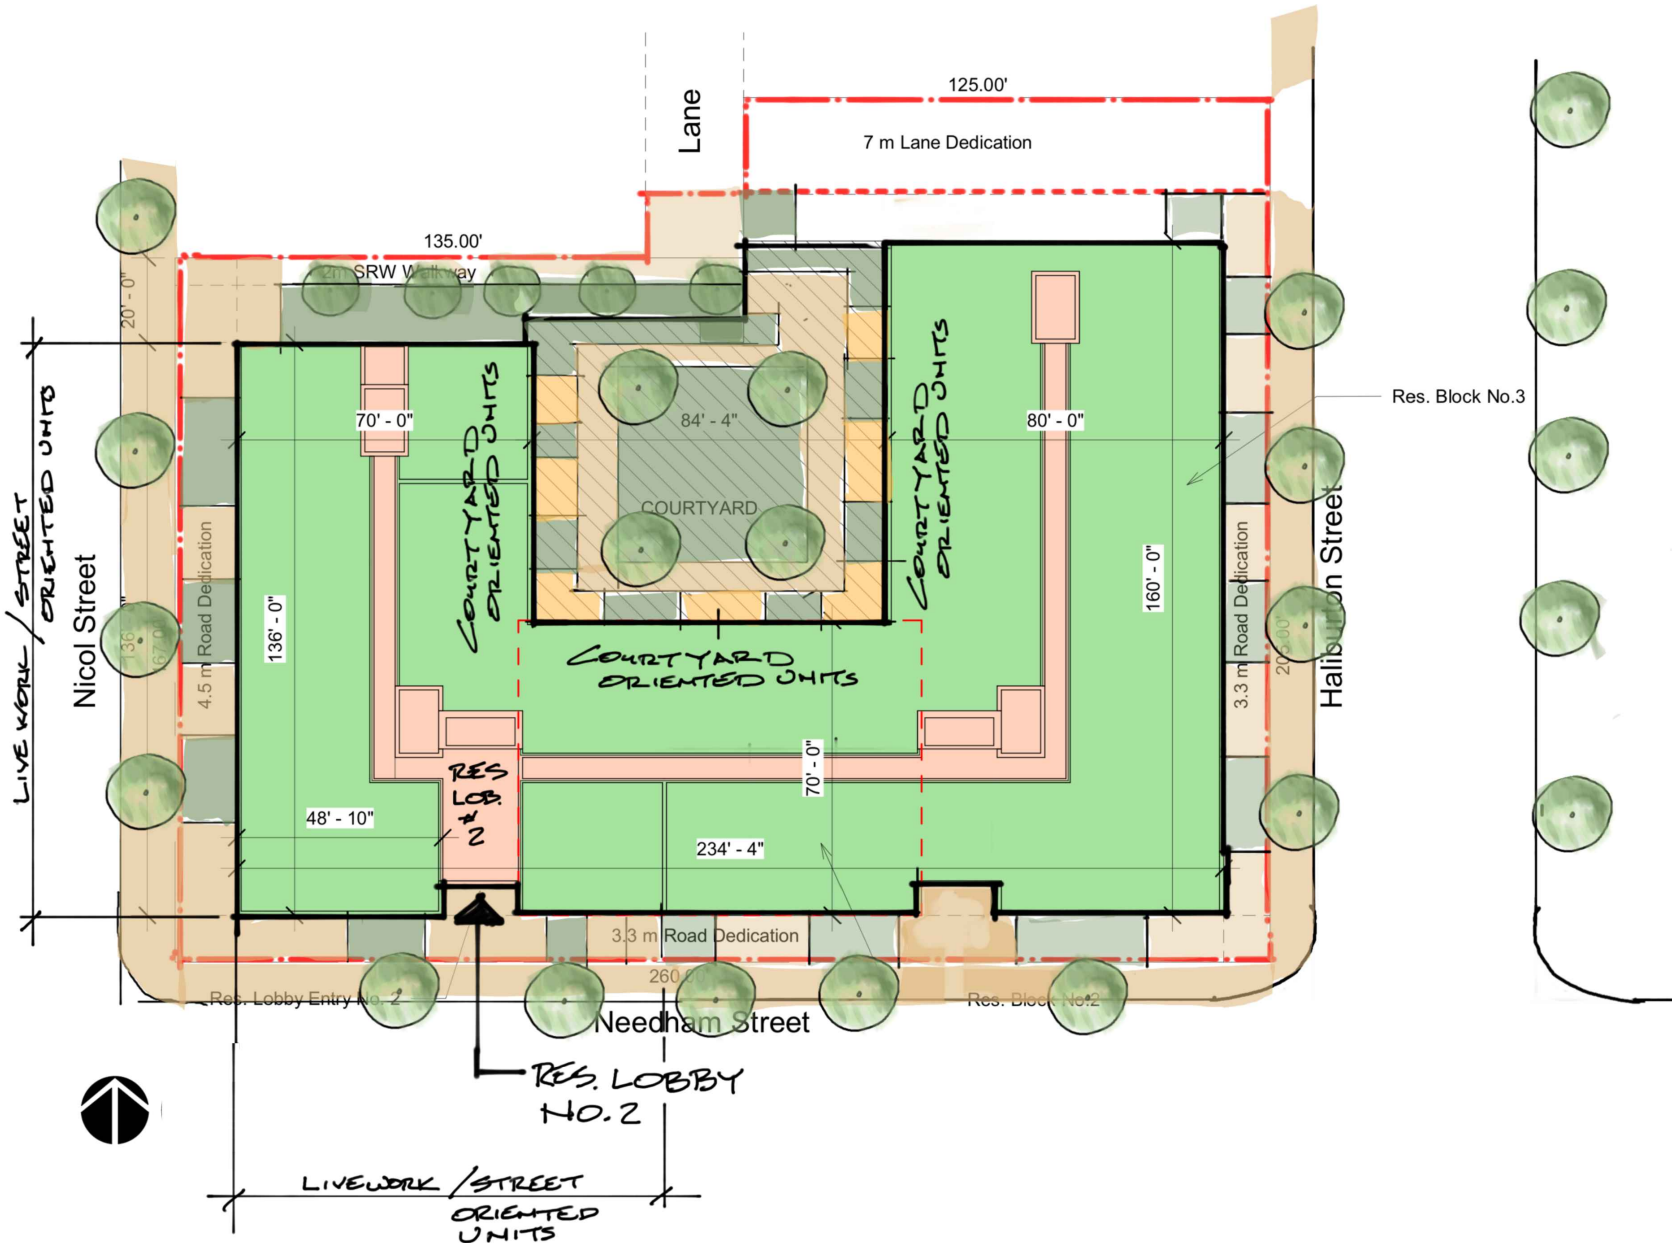 125.00'
Lane
7 m Lane Dedication
135.00'
2m SRW Walkway
20' - 0"
LIVEWORK / STREET
ORIENTED UNITS
Nicol Street
136' - 0"
4.5 m Road Dedication
136' - 0"
70' - 0"
COURTYARD
ORIENTED UNITS
84' - 4"
COURTYARD
COURTYARD
ORIENTED UNITS
80' - 0"
Res. Block No.3
160' - 0"
3.3 m Road Dedication
Haliburton Street
COURTYARD
ORIENTED UNITS
RES
LOB.
#
2
70' - 0"
48' - 10"
234' - 4"
3.3 m Road Dedication
Res. Lobby Entry No. 2
Res. Block No.2
Needham Street
RES. LOBBY
NO. 2
LIVEWORK / STREET
ORIENTED
UNITS